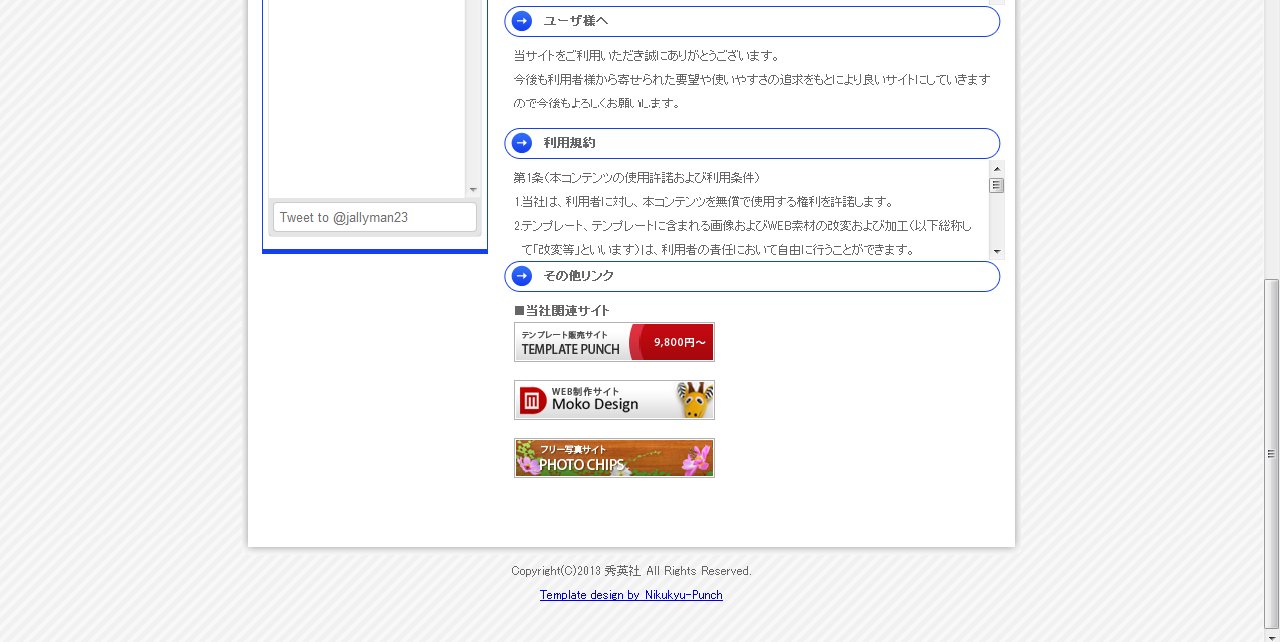 Tweet to @jallyman23
ユーザ様へ
当サイトをご利用いただき誠にありがとうございます。
今後も利用者様から寄せられた要望や使いやすさの追求をもとにより良いサイトにしていきます
ので今後もよろしくお願いします。
利用規約
第1条（本コンテンツの使用許諾および利用条件）
1.当社は、利用者に対し、本コンテンツを無償で使用する権利を許諾します。
2.テンプレート、テンプレートに含まれる画像およびWEB素材の改変および加工（以下総称し
て「改変等」といいます）は、利用者の責任において自由に行うことができます。
その他リンク
■当社関連サイト
テンプレート販売サイト
TEMPLATE PUNCH
9,800円～
WEB制作サイト
Moko Design
フリー写真サイト
PHOTO CHIPS
Copyright(C)2013 秀英社. All Rights Reserved.
Template design by Nikukyu-Punch